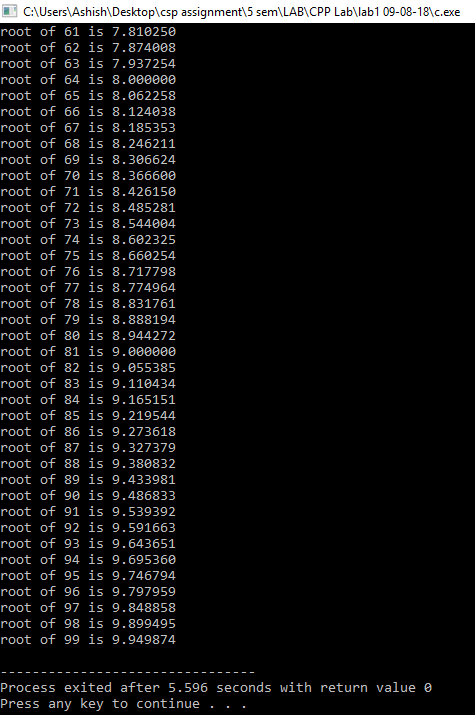 C:\Users\Ashish\Desktop\csp assignment\5 sem\LAB\CPP Lab\lab1 09-08-18\c.exe
root of 61 is 7.810250
root of 62 is 7.874008
root of 63 is 7.937254
root of 64 is 8.000000
root of 65 is 8.062258
root of 66 is 8.124038
root of 67 is 8.185353
root of 68 is 8.246211
root of 69 is 8.306624
root of 70 is 8.366600
root of 71 is 8.426150
root of 72 is 8.485281
root of 73 is 8.544004
root of 74 is 8.602325
root of 75 is 8.660254
root of 76 is 8.717798
root of 77 is 8.774964
root of 78 is 8.831761
root of 79 is 8.888194
root of 80 is 8.944272
root of 81 is 9.000000
root of 82 is 9.055385
root of 83 is 9.110434
root of 84 is 9.165151
root of 85 is 9.219544
root of 86 is 9.273618
root of 87 is 9.327379
root of 88 is 9.380832
root of 89 is 9.433981
root of 90 is 9.486833
root of 91 is 9.539392
root of 92 is 9.591663
root of 93 is 9.643651
root of 94 is 9.695360
root of 95 is 9.746794
root of 96 is 9.797959
root of 97 is 9.848858
root of 98 is 9.899495
root of 99 is 9.949874
--------------------------------
Process exited after 5.596 seconds with return value 0
Press any key to continue . . .